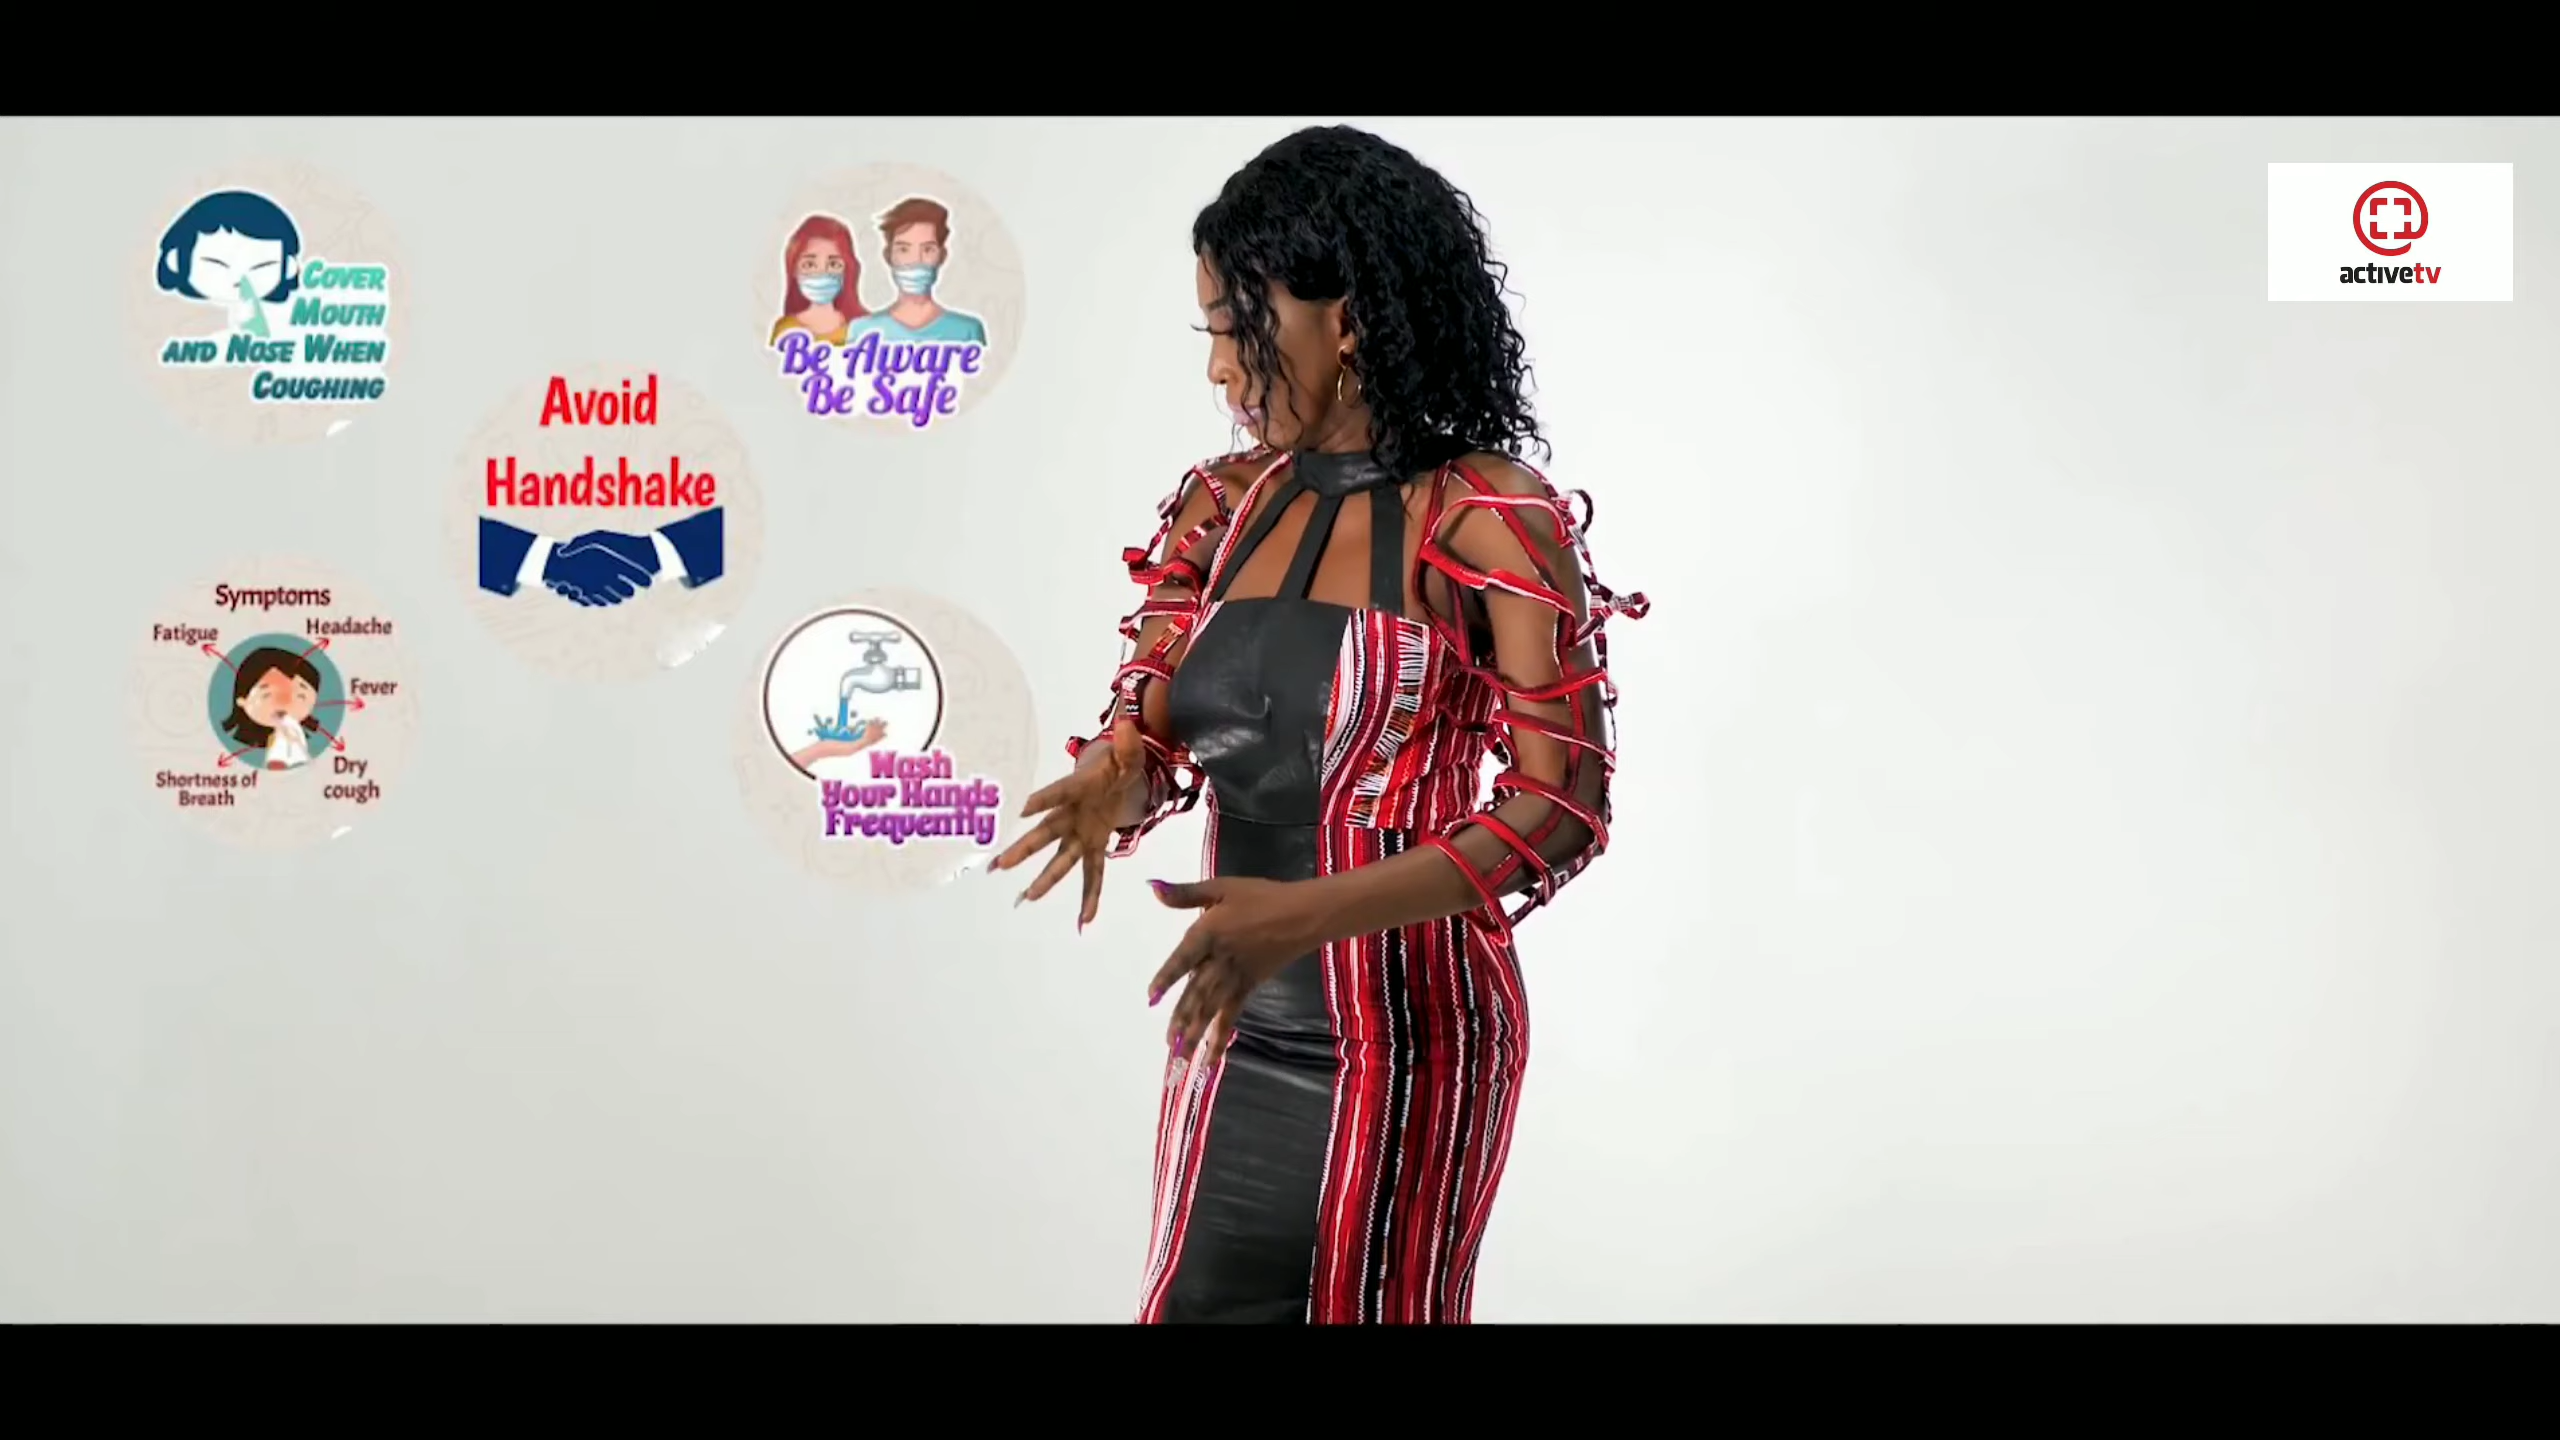 COVER
MOUTH
AND NOSE WHEN
COUGHING
Be Aware
Be Safe
Avoid
Handshake
Symptoms
Fatigue
Headache
Fever
Shortness of
Breath
Dry
cough
Wash
Your Hands
Frequently
activetv